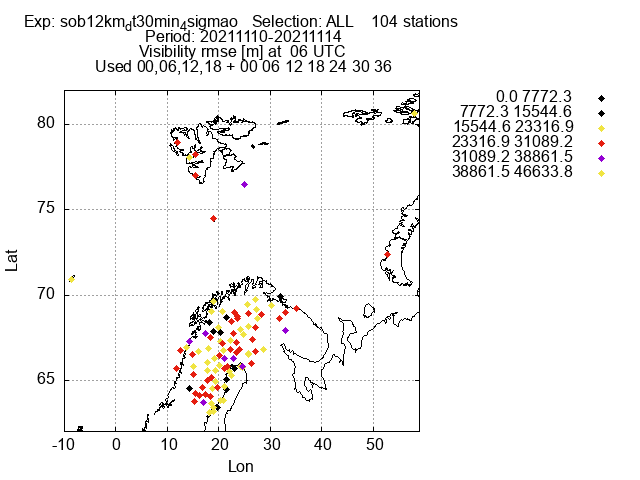 Exp: sob12km_dt30min_4sigmao Selection: ALL 104 stations
Period: 20211110-20211114
Visibility rmse [m] at 06 UTC
Used 00,06,12,18 + 00 06 12 18 24 30 36
0.0 7772.3
7772.3 15544.6
15544.6 23316.9
23316.9 31089.2
31089.2 38861.5
38861.5 46633.8
80
75
70
65
Lat
-10 0 10 20 30 40 50
Lon